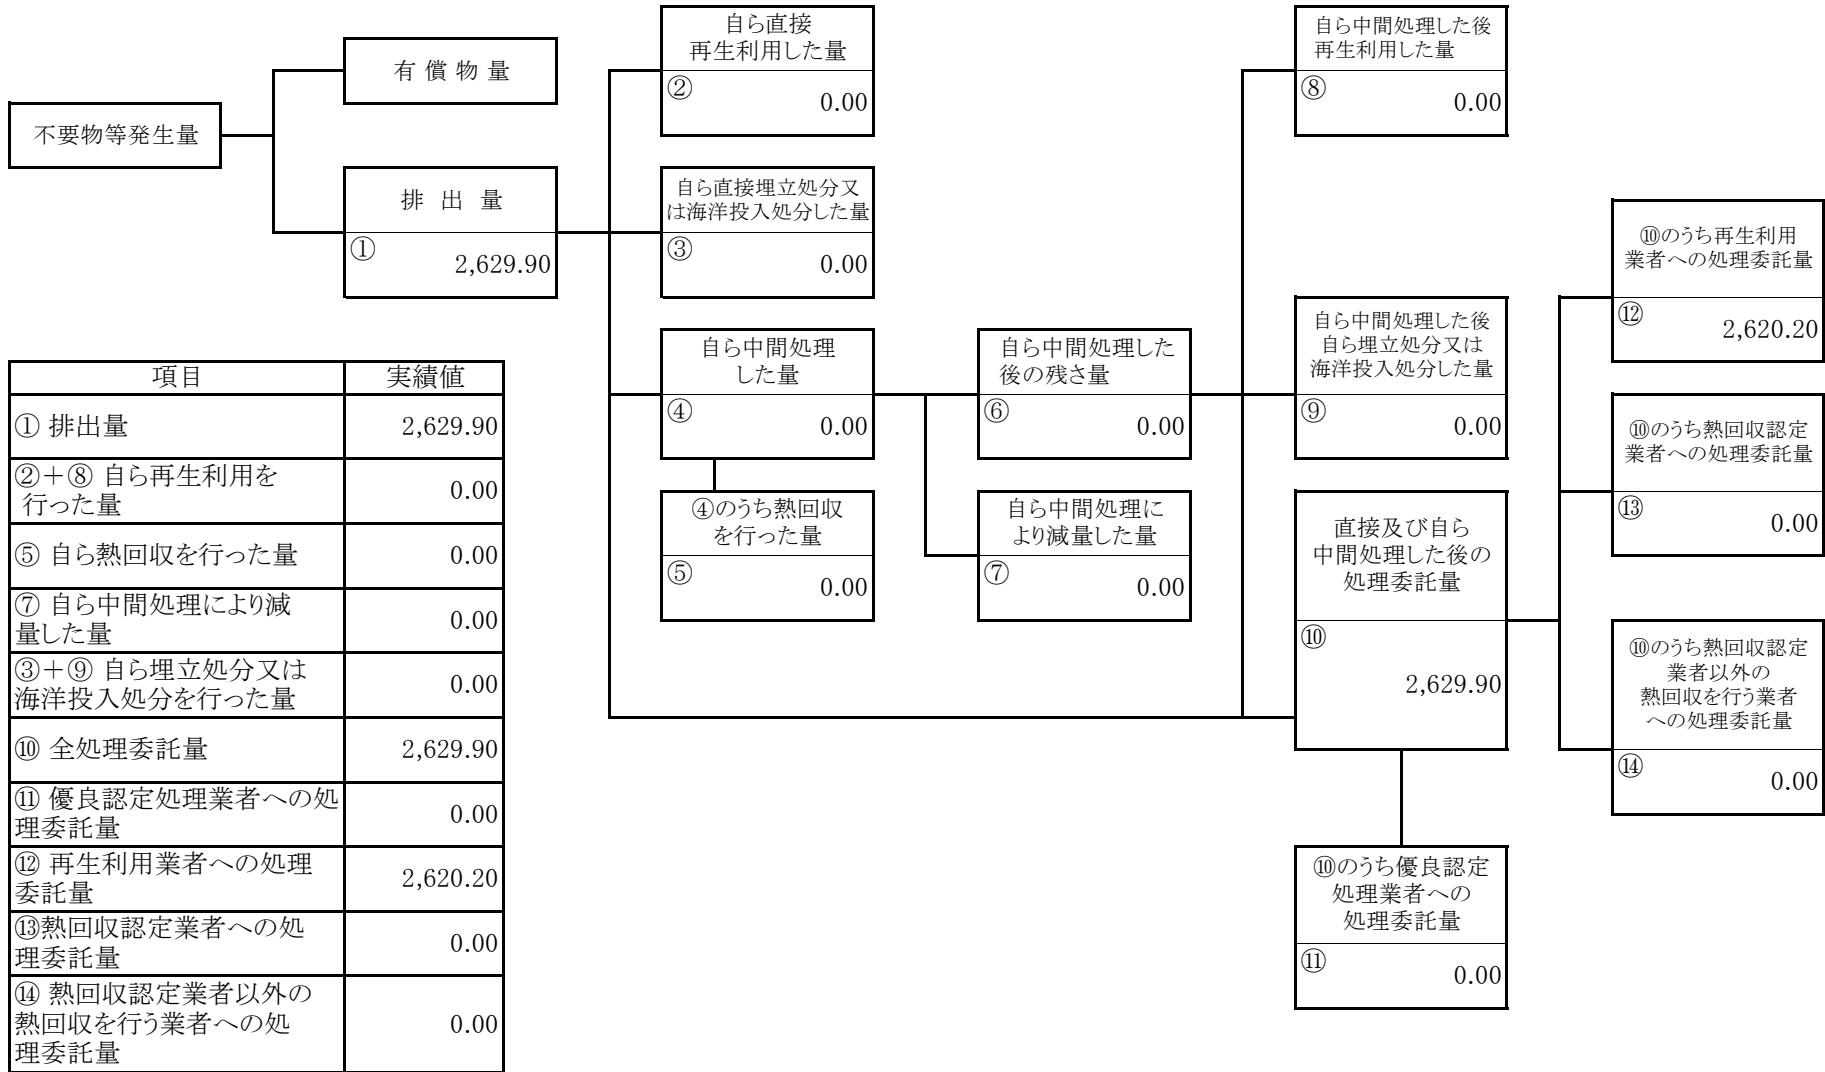 不要物等発生量
有 償 物 量
排 出 量
①
2,629.90
自ら直接
再生利用した量
②
0.00
自ら直接埋立処分又
は海洋投入処分した量
③
0.00
自ら中間処理
した量
④
0.00
④のうち熱回収
を行った量
⑤
0.00
自ら中間処理した
後の残さ量
⑥
0.00
自ら中間処理に
より減量した量
⑦
0.00
自ら中間処理した後
再生利用した量
⑧
0.00
自ら中間処理した後
自ら埋立処分又は
海洋投入処分した量
⑨
0.00
直接及び自ら
中間処理した後の
処理委託量
⑩
2,629.90
⑩のうち優良認定
処理業者への
処理委託量
⑪
0.00
⑩のうち再生利用
業者への処理委託量
⑫
2,620.20
⑩のうち熱回収認定
業者への処理委託量
⑬
0.00
⑩のうち熱回収認定
業者以外の
熱回収を行う業者
への処理委託量
⑭
0.00
項目 実績値
① 排出量 2,629.90
②+⑧ 自ら再生利用を
行った量
0.00
⑤ 自ら熱回収を行った量 0.00
⑦ 自ら中間処理により減
量した量
0.00
③+⑨ 自ら埋立処分又は
海洋投入処分を行った量
0.00
⑩ 全処理委託量 2,629.90
⑪ 優良認定処理業者への処
理委託量
0.00
⑫ 再生利用業者への処理
委託量
2,620.20
⑬熱回収認定業者への処
理委託量
0.00
⑭ 熱回収認定業者以外の
熱回収を行う業者への処
理委託量
0.00